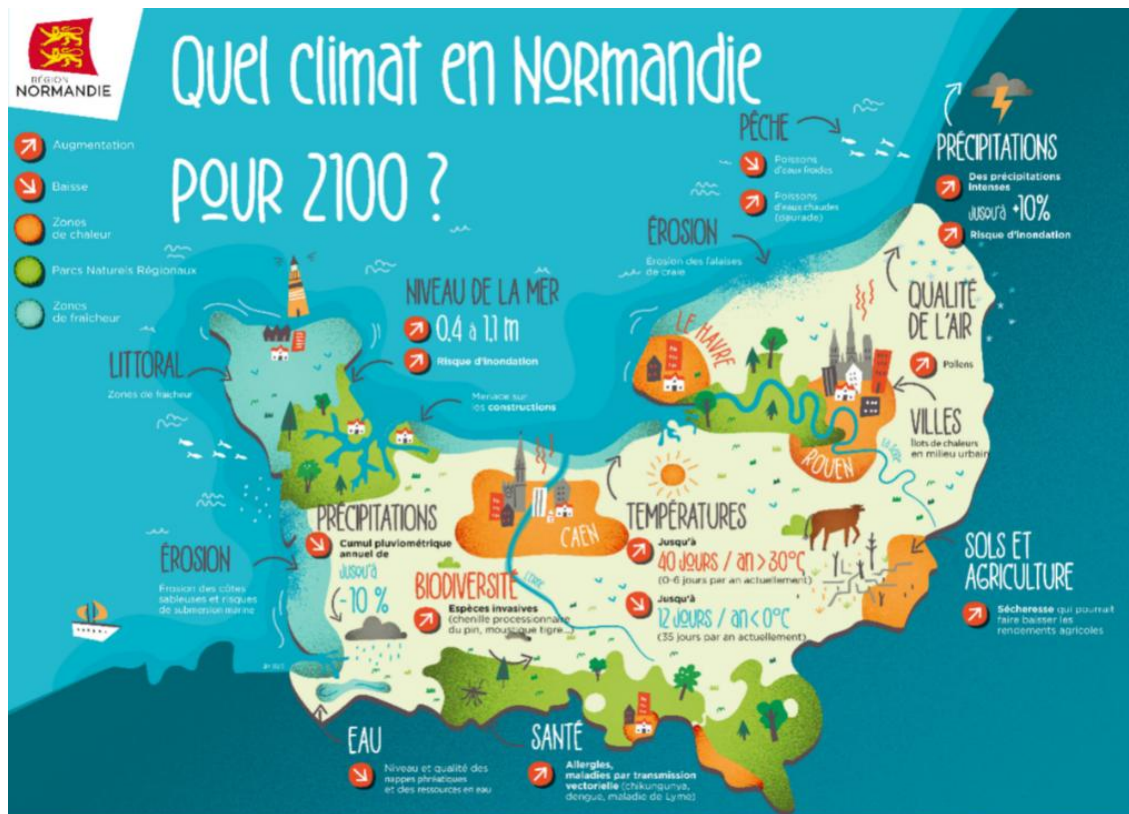 RÉGION
NORMANDIE
Quel climat en Normandie
pour 2100 ?
Augmentation
Baisse
Zones
de chaleur
Parcs Naturels Régionaux
Zones
de fraîcheur
PÊCHE
Poissons
d'eaux froides
Poissons
d'eaux chaudes
(daurade)
PRÉCIPITATIONS
Des précipitations
intenses
Jusqu'à +10%
Risque d'inondation
ÉROSION
Érosion des falaises
de craie
NIVEAU DE LA MER
0.4 à 1.1 m
Risque d'inondation
Menace sur
les constructions
LITTORAL
Zones de fraîcheur
LE HAVRE
QUALITÉ
DE L'AIR
Pollens
VILLES
Îlots de chaleurs
en milieu urbain
ROUEN
CAEN
PRÉCIPITATIONS
Cumul pluviométrique
annuel de
Jusqu'à
-10 %
TEMPÉRATURES
Jusqu'à
40 jours / an > 30°C
(0-6 jours par an actuellement)
Jusqu'à
12 jours / an < 0°C
(35 jours par an actuellement)
BIODIVERSITÉ
Espèces invasives
(chenille processionnaire
du pin, moustique tigre...)
ÉROSION
Érosion des côtes
sableuses et risques
de submersion marine
SOLS ET
AGRICULTURE
Sécheresse qui pourrait
faire baisser les
rendements agricoles
EAU
Niveau et qualité des
nappes phréatiques
et des ressources en eau
SANTÉ
Allergies,
maladies par transmission
vectorielle (chikungunya,
dengue, maladie de Lyme)